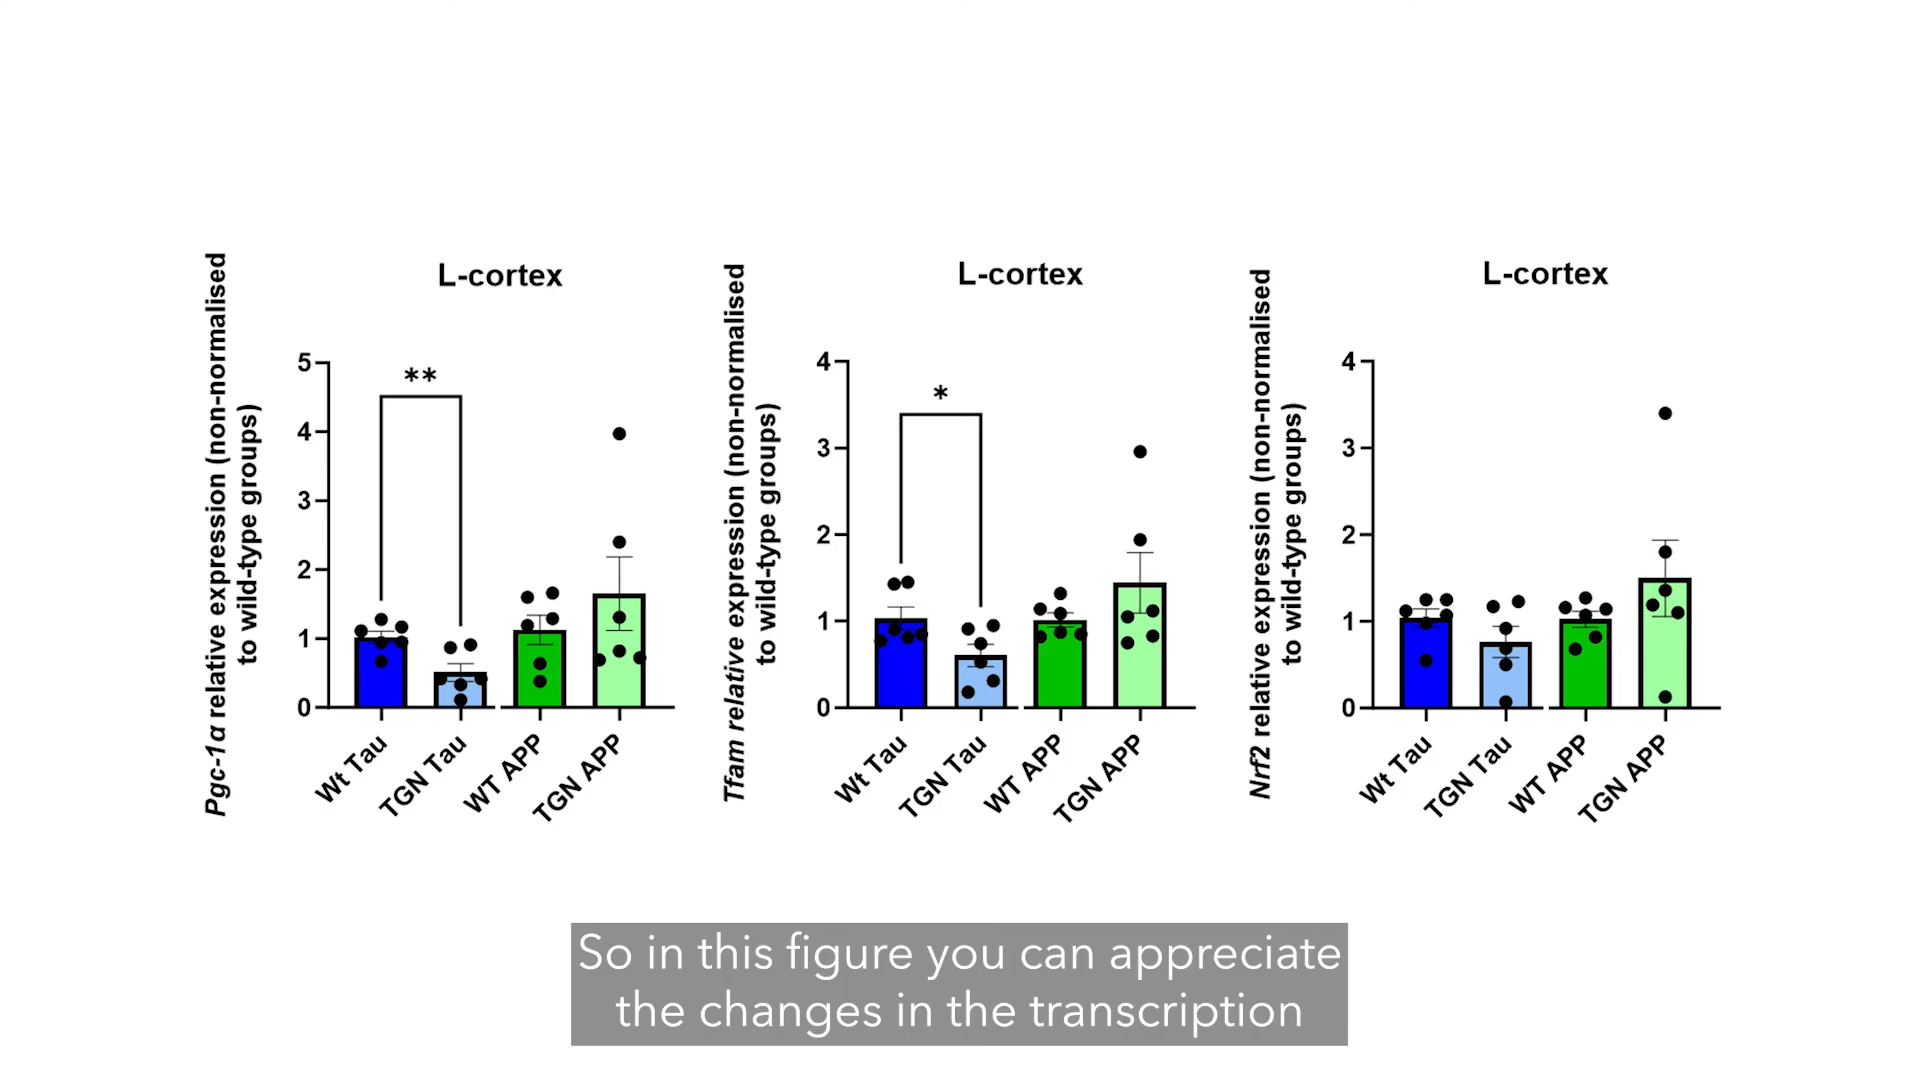 L-cortex
Pgc-1α relative expression (non-normalised
to wild-type groups)
5
4
3
2
1
0
**
Wt Tau
TGN Tau
WT APP
TGN APP
L-cortex
Tfam relative expression (non-normalised
to wild-type groups)
4
3
2
1
0
*
Wt Tau
TGN Tau
WT APP
TGN APP
L-cortex
Nrf2 relative expression (non-normalised
to wild-type groups)
4
3
2
1
0
Wt Tau
TGN Tau
WT APP
TGN APP
So in this figure you can appreciate
the changes in the transcription